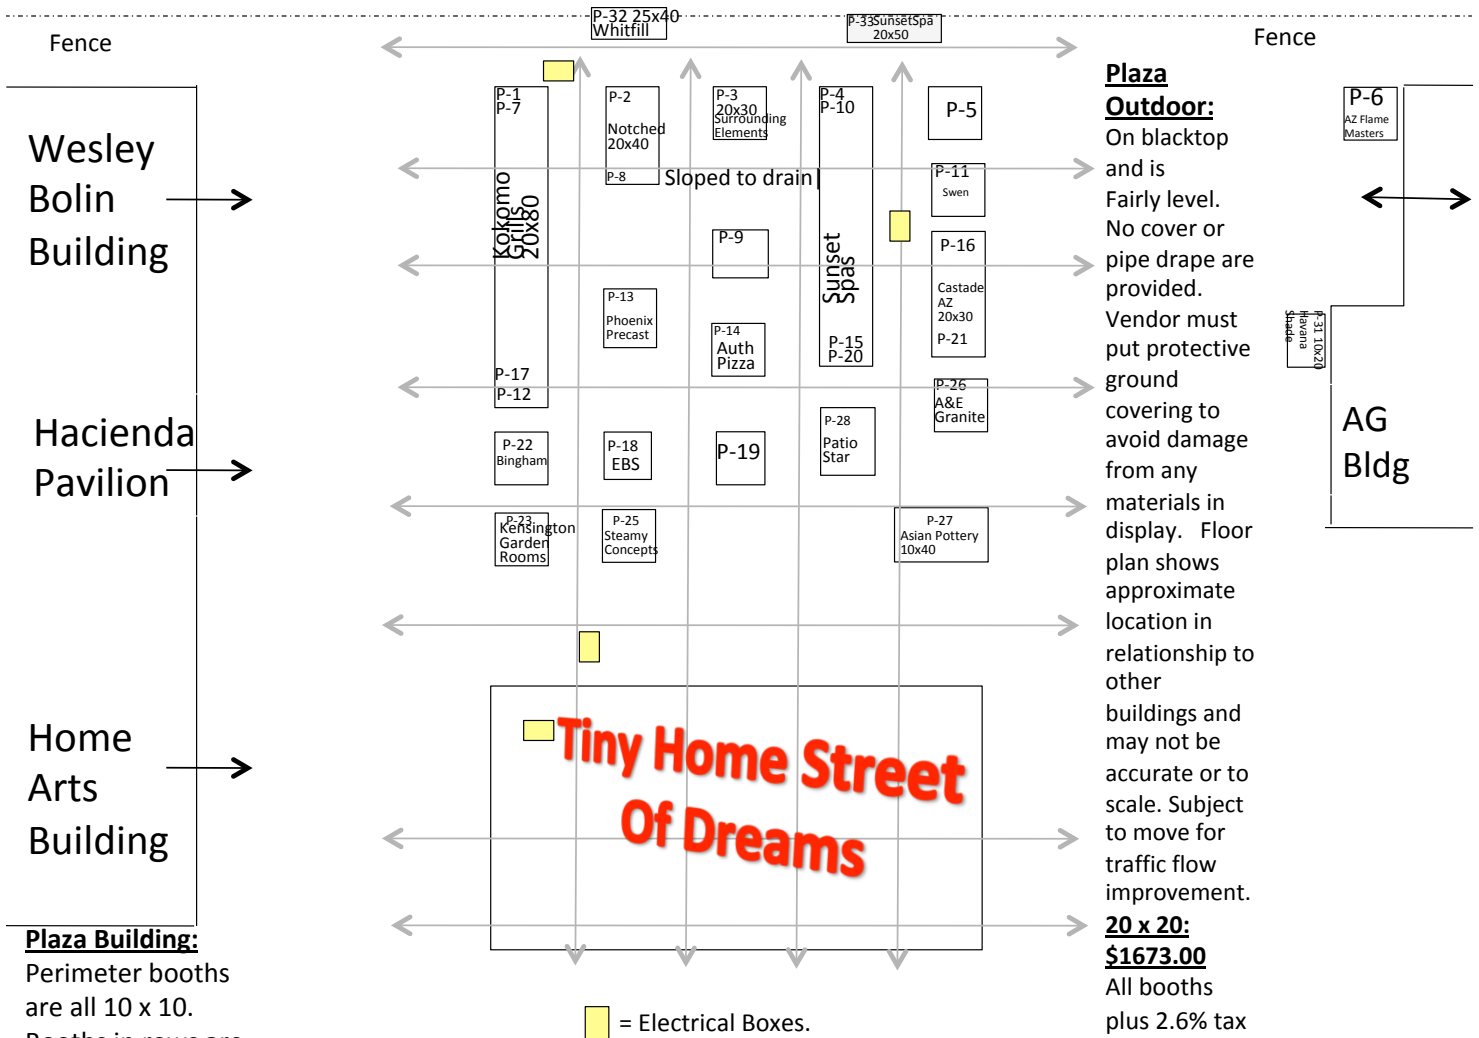 P-32 25x40
Whitfill
P-33SunsetSpa
20x50
Fence
Fence
Wesley
Bolin
Building
Hacienda
Pavilion
Home
Arts
Building
Plaza Building:
Perimeter booths
are all 10 x 10.
P-1
P-7
Kokomo
Grills
20x80
P-17
P-12
P-2
Notched
20x40
P-8
P-3
20x30
Surrounding
Elements
Sloped to drain
P-4
P-10
Sunset
Spas
P-15
P-20
P-5
P-11
Swen
P-9
P-16
Castade
AZ
20x30
P-21
P-13
Phoenix
Precast
P-14
Auth
Pizza
P-26
A&E
Granite
P-22
Bingham
P-18
EBS
P-19
P-28
Patio
Star
P-23
Kensington
Garden
Rooms
P-25
Steamy
Concepts
P-27
Asian Pottery
10x40
Tiny Home Street
Of Dreams
= Electrical Boxes.
Plaza
Outdoor:
On blacktop
and is
Fairly level.
No cover or
pipe drape are
provided.
Vendor must
put protective
ground
covering to
avoid damage
from any
materials in
display. Floor
plan shows
approximate
location in
relationship to
other
buildings and
may not be
accurate or to
scale. Subject
to move for
traffic flow
improvement.
20 x 20:
$1673.00
All booths
plus 2.6% tax
P-6
AZ Flame
Masters
P-31 10x20
Havana
Shade
AG
Bldg